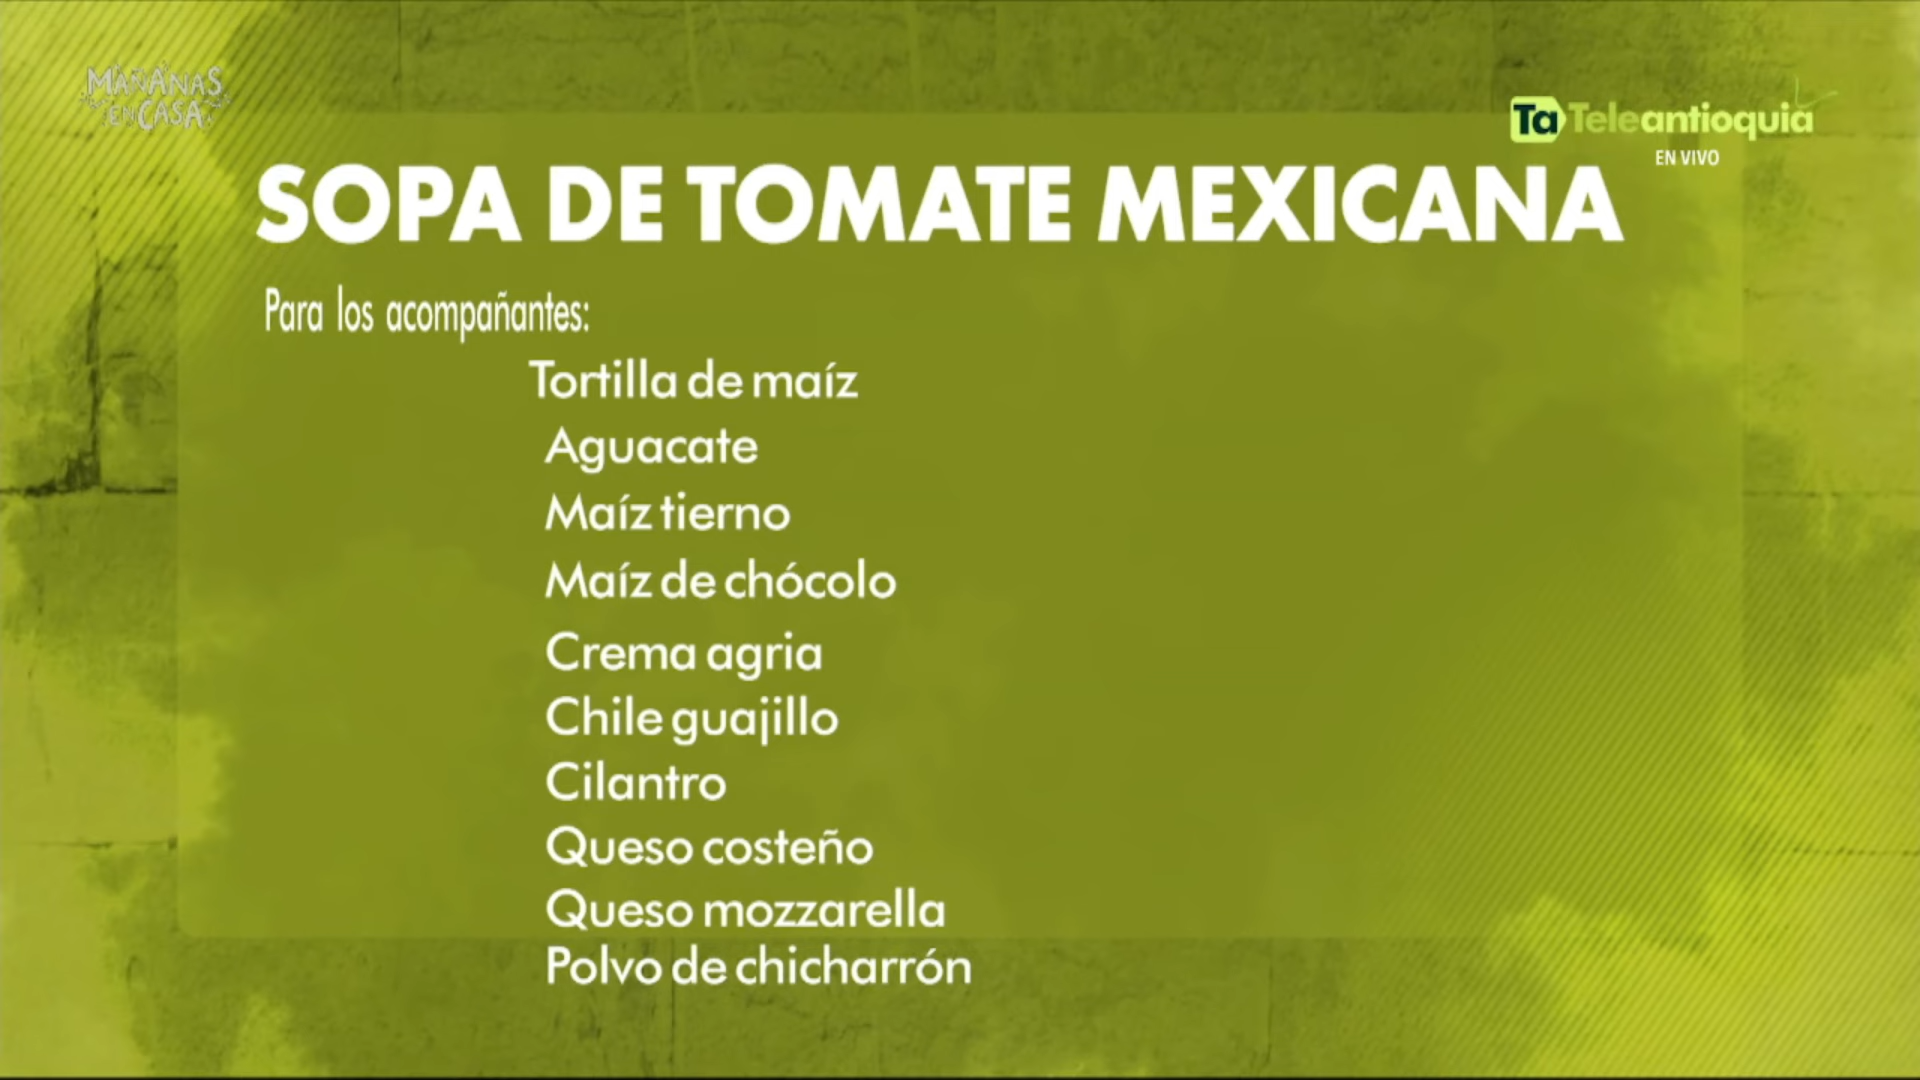 MAÑANAS
EN CASA
Ta Teleantioquia
EN VIVO
SOPA DE TOMATE MEXICANA
Para los acompañantes:
Tortilla de maíz
Aguacate
Maíz tierno
Maíz de chócolo
Crema agria
Chile guajillo
Cilantro
Queso costeño
Queso mozzarella
Polvo de chicharrón